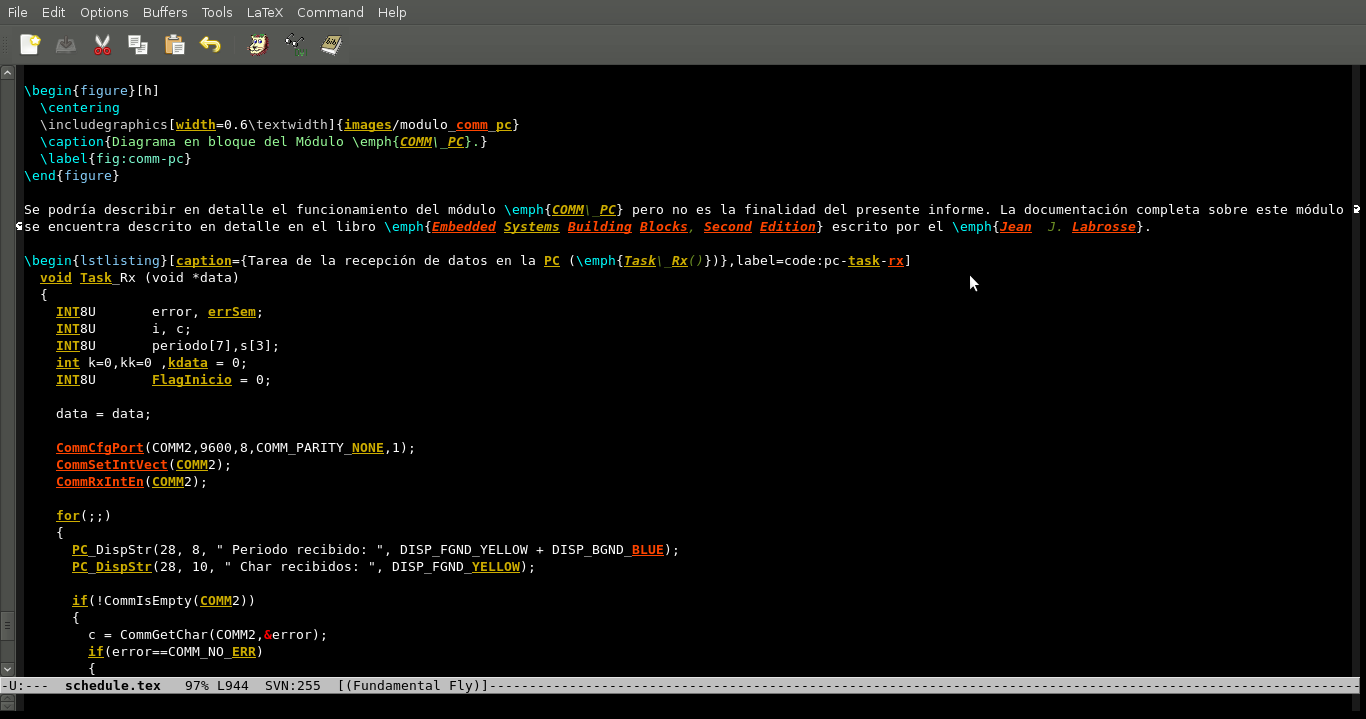 File Edit Options Buffers Tools LaTeX Command Help
\begin{figure}[h]
  \centering
  \includegraphics[width=0.6\textwidth]{images/modulo_comm_pc}
  \caption{Diagrama en bloque del Módulo \emph{COMM\_PC}.}
  \label{fig:comm-pc}
\end{figure}

Se podría describir en detalle el funcionamiento del módulo \emph{COMM\_PC} pero no es la finalidad del presente informe. La documentación completa sobre este módulo
se encuentra descrito en detalle en el libro \emph{Embedded Systems Building Blocks, Second Edition} escrito por el \emph{Jean  J. Labrosse}.

\begin{lstlisting}[caption={Tarea de la recepción de datos en la PC (\emph{Task\_Rx()})},label=code:pc-task-rx]
  void Task_Rx (void *data)
  {
    INT8U       error, errSem;
    INT8U       i, c;
    INT8U       periodo[7],s[3];
    int k=0,kk=0 ,kdata = 0;
    INT8U       FlagInicio = 0;

    data = data;

    CommCfgPort(COMM2,9600,8,COMM_PARITY_NONE,1);
    CommSetIntVect(COMM2);
    CommRxIntEn(COMM2);

    for(;;)
    {
      PC_DispStr(28, 8, " Periodo recibido: ", DISP_FGND_YELLOW + DISP_BGND_BLUE);
      PC_DispStr(28, 10, " Char recibidos: ", DISP_FGND_YELLOW);

      if(!CommIsEmpty(COMM2))
      {
        c = CommGetChar(COMM2,&error);
        if(error==COMM_NO_ERR)
        {
-U:---  schedule.tex   97% L944  SVN:255  [(Fundamental Fly)]--------------------------------------------------------------------------------------------------------------